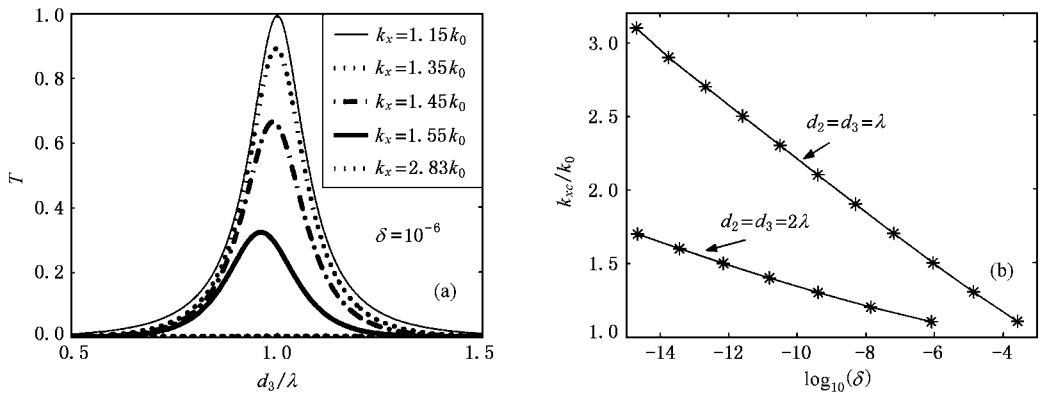 1.0
0.8
0.6
0.4
0.2
0.0
T
kₓ=1.15k₀
kₓ=1.35k₀
kₓ=1.45k₀
kₓ=1.55k₀
kₓ=2.83k₀
δ=10⁻⁶
(a)
0.5 1.0 1.5
d₃/λ
3.0
2.5
2.0
1.5
1.0
k_{xc}/k₀
d₂=d₃=λ
d₂=d₃=2λ
(b)
−14 −12 −10 −8 −6 −4
log₁₀(δ)